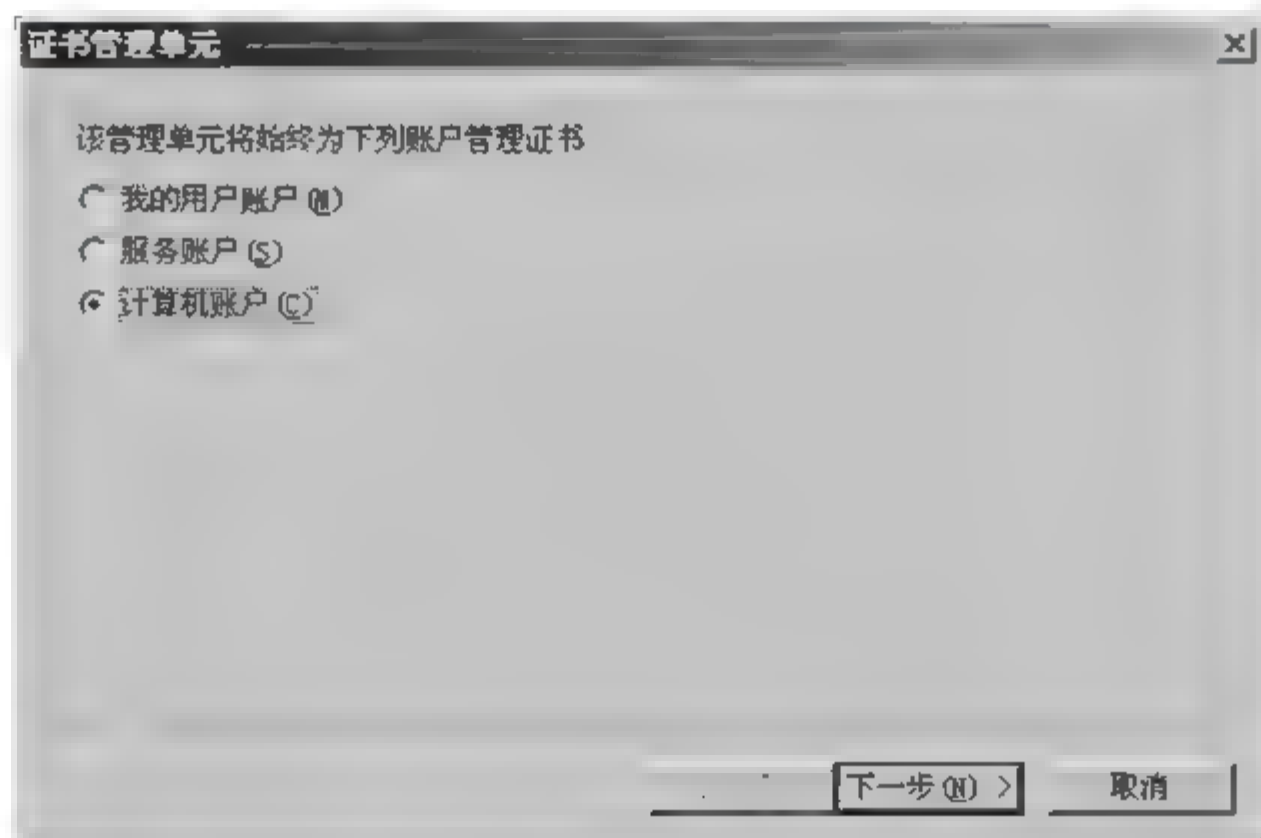 证书管理单元
该管理单元将始终为下列账户管理证书
我的用户账户(M)
服务账户(S)
计算机账户(C)
下一步(N) > 取消